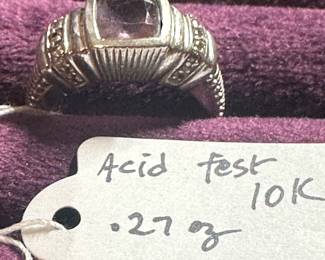 Acid Test
10K
.27 oz